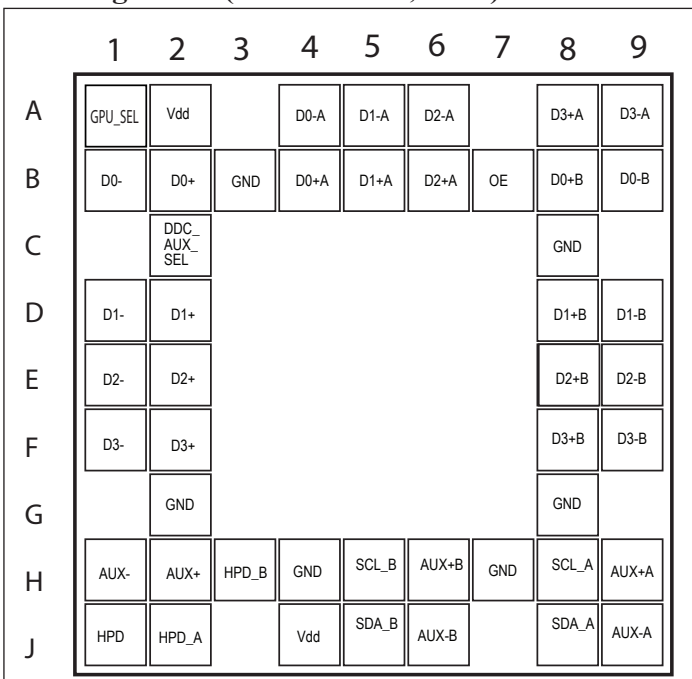 1 2 3 4 5 6 7 8 9
A GPU_SEL Vdd D0-A D1-A D2-A D3+A D3-A
B D0- D0+ GND D0+A D1+A D2+A OE D0+B D0-B
C DDC_ AUX_ SEL GND
D D1- D1+ D1+B D1-B
E D2- D2+ D2+B D2-B
F D3- D3+ D3+B D3-B
G GND GND
H AUX- AUX+ HPD_B GND SCL_B AUX+B GND SCL_A AUX+A
J HPD HPD_A Vdd SDA_B AUX-B SDA_A AUX-A